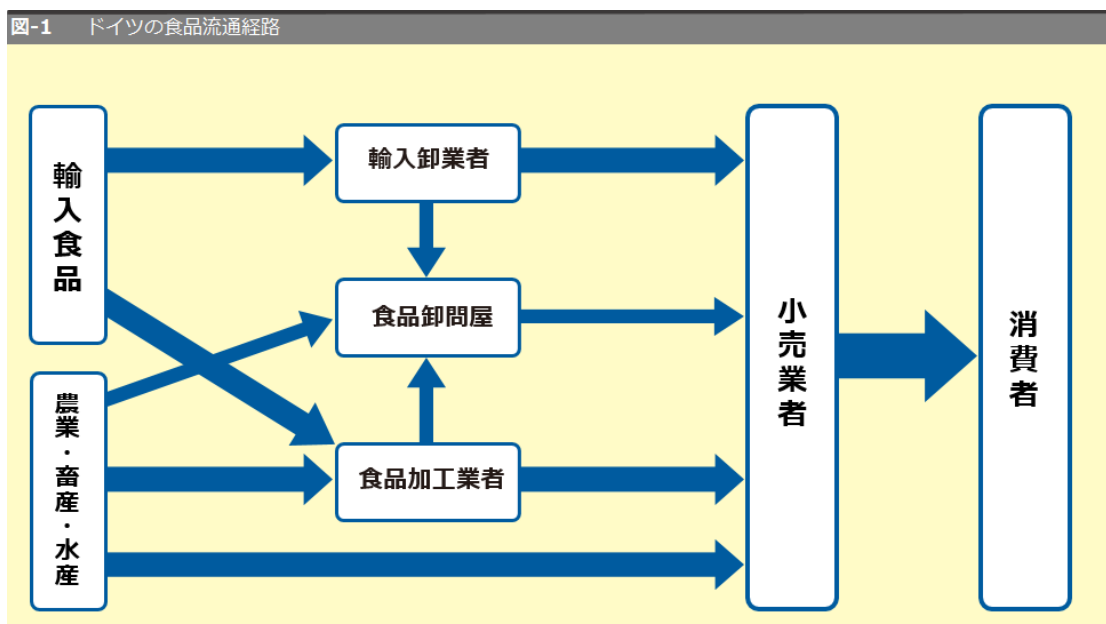 図-1 ドイツの食品流通経路
輸入食品
農業・畜産・水産
輸入卸業者
食品卸問屋
食品加工業者
小売業者
消費者